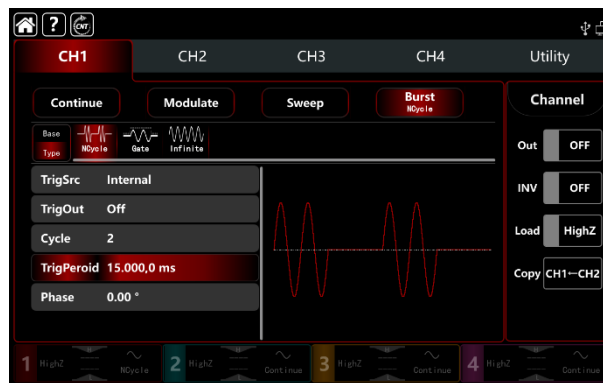 ? CNT
CH1 CH2 CH3 CH4 Utility
Continue Modulate Sweep Burst NCycle Channel
Base
Type NCycle Gate Infinite
Out OFF
TrigSrc Internal
INV OFF
TrigOut Off
Load HighZ
Cycle 2
TrigPeroid 15.000,0 ms
Copy CH1←CH2
Phase 0.00 °
1 HighZ NCycle 2 HighZ Continue 3 HighZ Continue 4 HighZ Continue